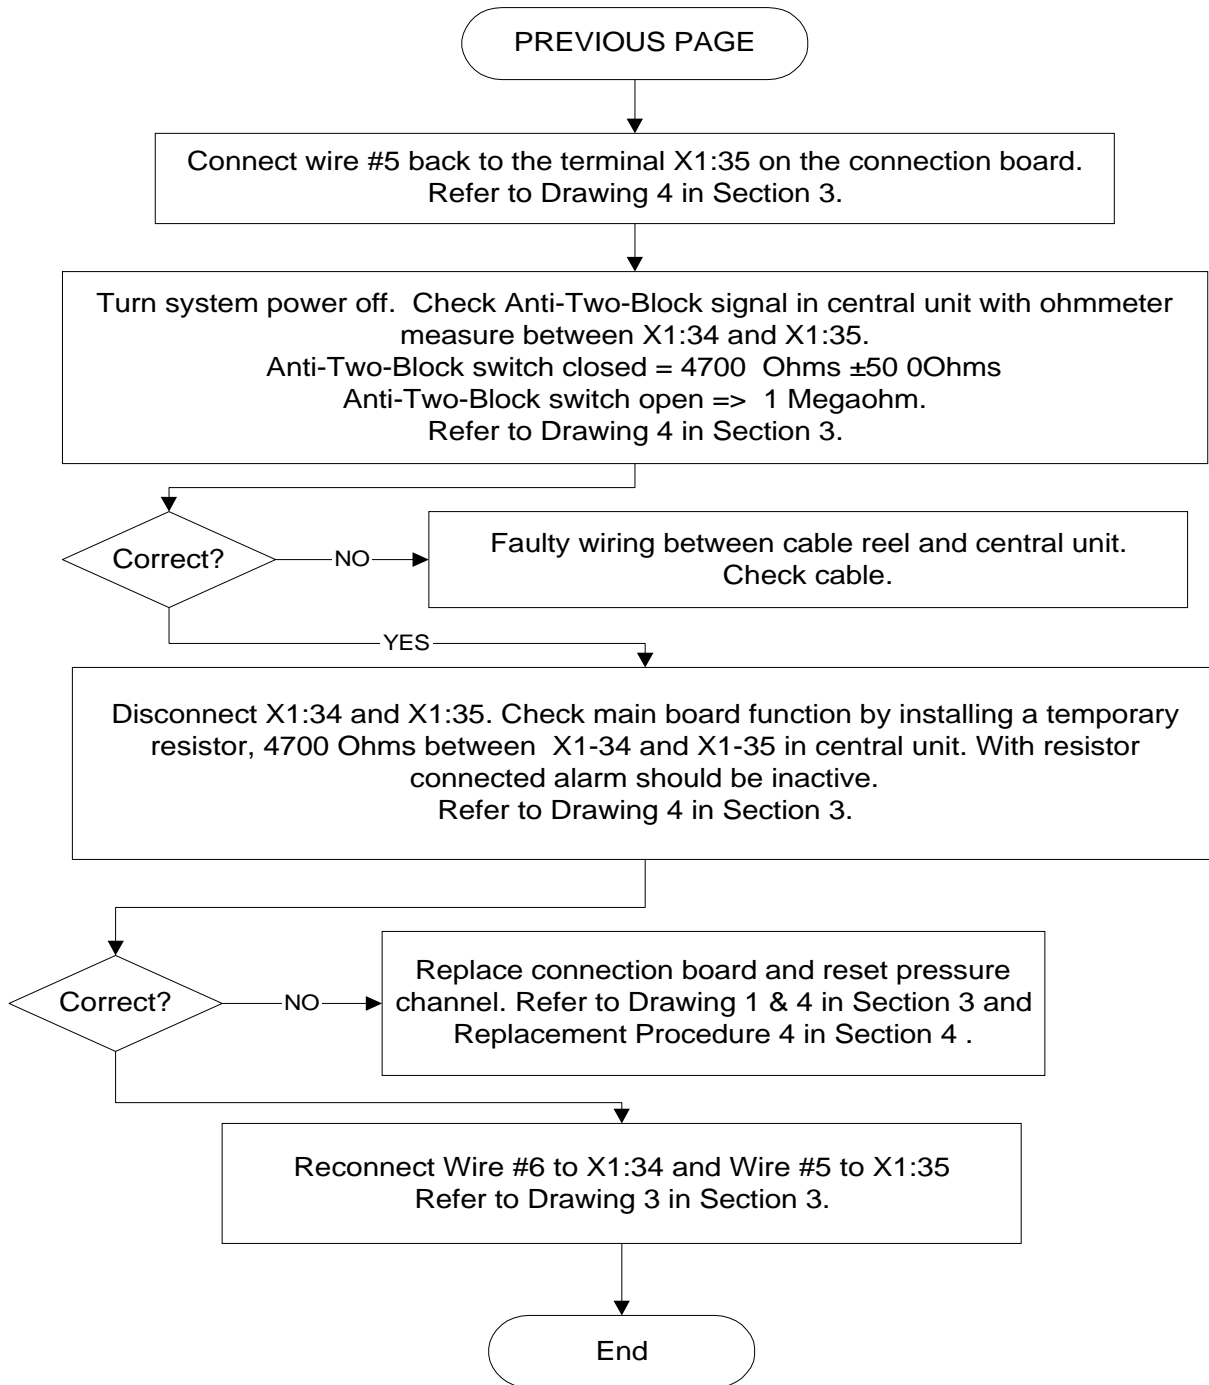 PREVIOUS PAGE
Connect wire #5 back to the terminal X1:35 on the connection board.
Refer to Drawing 4 in Section 3.
Turn system power off.  Check Anti-Two-Block signal in central unit with ohmmeter
measure between X1:34 and X1:35.
Anti-Two-Block switch closed = 4700  Ohms ±50 0Ohms
Anti-Two-Block switch open =>  1 Megaohm.
Refer to Drawing 4 in Section 3.
Correct?
NO
Faulty wiring between cable reel and central unit.
Check cable.
YES
Disconnect X1:34 and X1:35. Check main board function by installing a temporary
resistor, 4700 Ohms between  X1-34 and X1-35 in central unit. With resistor
connected alarm should be inactive.
Refer to Drawing 4 in Section 3.
Correct?
NO
Replace connection board and reset pressure
channel. Refer to Drawing 1 & 4 in Section 3 and
Replacement Procedure 4 in Section 4 .
Reconnect Wire #6 to X1:34 and Wire #5 to X1:35
Refer to Drawing 3 in Section 3.
End